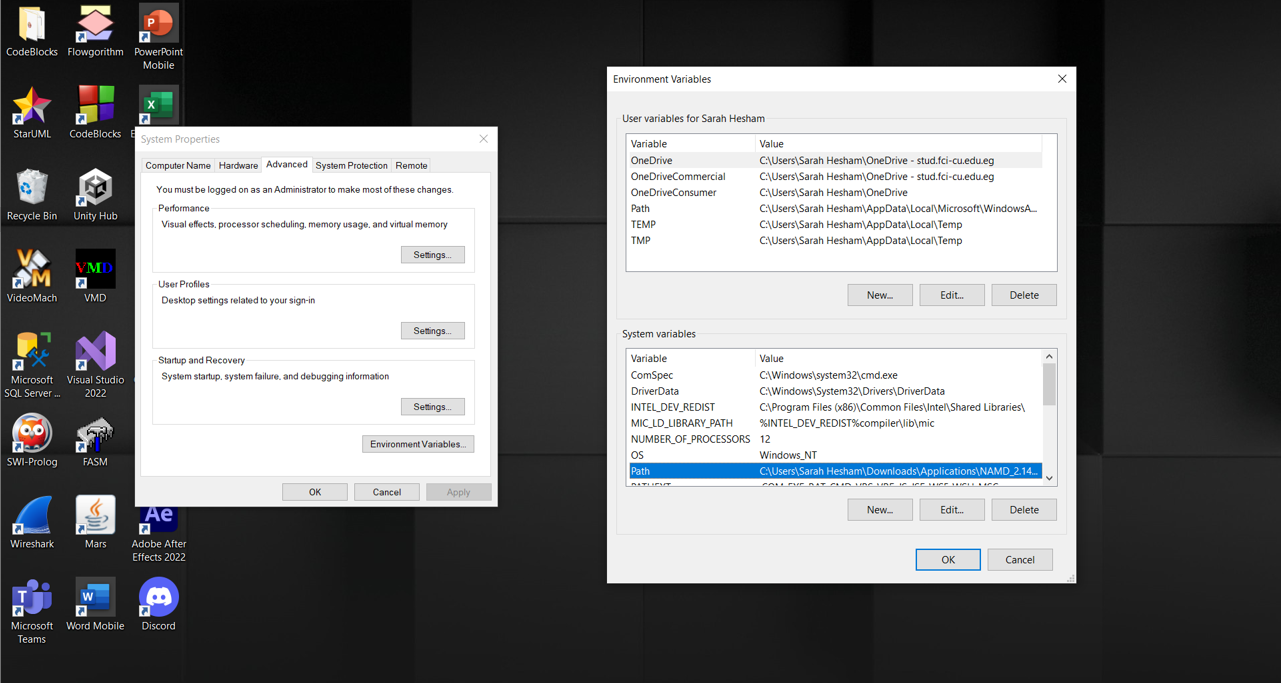 CodeBlocks
Flowgorithm
PowerPoint
Mobile
StarUML
CodeBlocks
Recycle Bin
Unity Hub
VideoMach
VMD
VMD
Microsoft
SQL Server ...
Visual Studio
2022
SWI-Prolog
FASM
Wireshark
Mars
Ae
Adobe After
Effects 2022
Microsoft
Teams
Word Mobile
Discord
System Properties
Computer Name
Hardware
Advanced
System Protection
Remote
You must be logged on as an Administrator to make most of these changes.
Performance
Visual effects, processor scheduling, memory usage, and virtual memory
Settings...
User Profiles
Desktop settings related to your sign-in
Settings...
Startup and Recovery
System startup, system failure, and debugging information
Settings...
Environment Variables...
OK
Cancel
Apply
Environment Variables
User variables for Sarah Hesham
Variable Value
OneDrive C:\Users\Sarah Hesham\OneDrive - stud.fci-cu.edu.eg
OneDriveCommercial C:\Users\Sarah Hesham\OneDrive - stud.fci-cu.edu.eg
OneDriveConsumer C:\Users\Sarah Hesham\OneDrive
Path C:\Users\Sarah Hesham\AppData\Local\Microsoft\WindowsA...
TEMP C:\Users\Sarah Hesham\AppData\Local\Temp
TMP C:\Users\Sarah Hesham\AppData\Local\Temp
New...
Edit...
Delete
System variables
Variable Value
ComSpec C:\Windows\system32\cmd.exe
DriverData C:\Windows\System32\Drivers\DriverData
INTEL_DEV_REDIST C:\Program Files (x86)\Common Files\Intel\Shared Libraries\
MIC_LD_LIBRARY_PATH %INTEL_DEV_REDIST%compiler\lib\mic
NUMBER_OF_PROCESSORS 12
OS Windows_NT
Path C:\Users\Sarah Hesham\Downloads\Applications\NAMD_2.14...
New...
Edit...
Delete
OK
Cancel